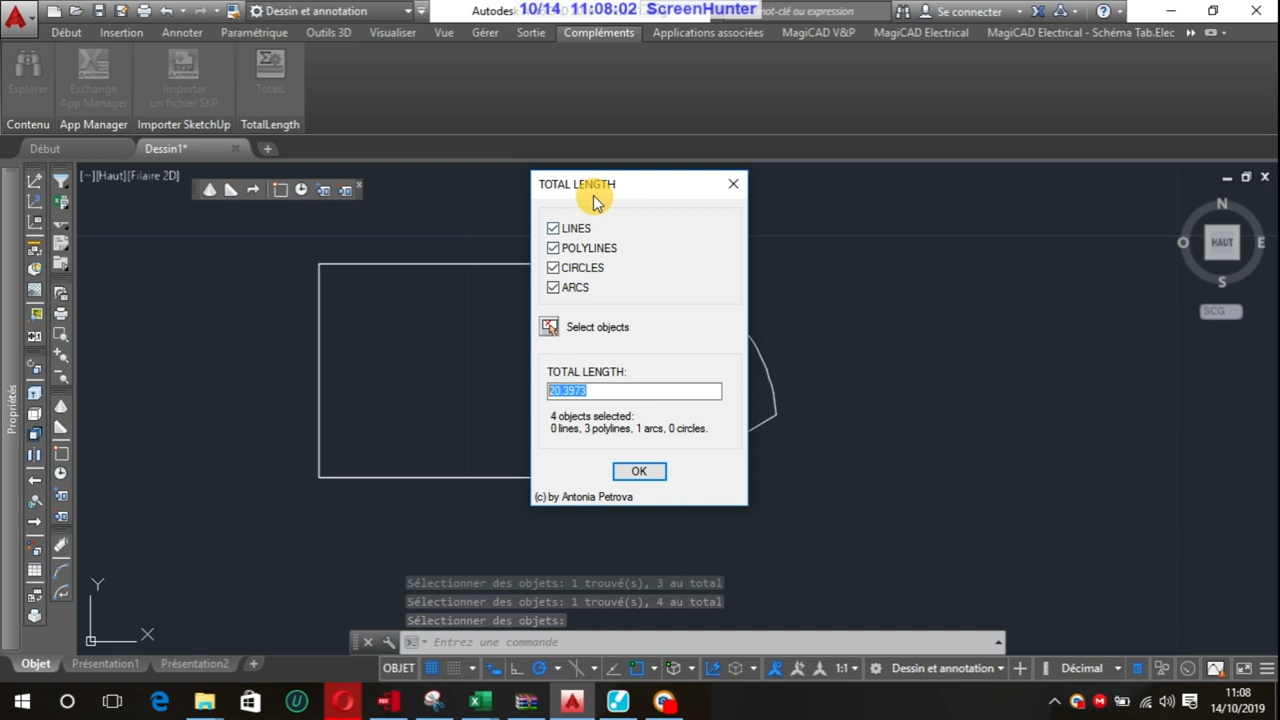 Dessin et annotation
Autodes
10/14 11:08:02 ScreenHunter
mot-clé ou expression
Se connecter
Début Insertion Annoter Paramétrique Outils 3D Visualiser Vue Gérer Sortie Compléments Applications associées MagiCAD V&P MagiCAD Electrical MagiCAD Electrical - Schéma Tab.Elec
Explorer
Exchange
App Manager
Importer
un fichier SKP
TotalL
Contenu App Manager Importer SketchUp TotalLength
Début Dessin1*
[−][Haut][Filaire 2D]
TOTAL LENGTH
LINES
POLYLINES
CIRCLES
ARCS
Select objects
TOTAL LENGTH:
20.3973
4 objects selected:
0 lines, 3 polylines, 1 arcs, 0 circles.
OK
(c) by Antonia Petrova
N
O HAUT E
S
SCG
Propriétés
Y
X
Sélectionner des objets: 1 trouvé(s), 3 au total
Sélectionner des objets: 1 trouvé(s), 4 au total
Sélectionner des objets:
Entrez une commande
Objet Présentation1 Présentation2
OBJET 1:1 Dessin et annotation Décimal
11:08
14/10/2019